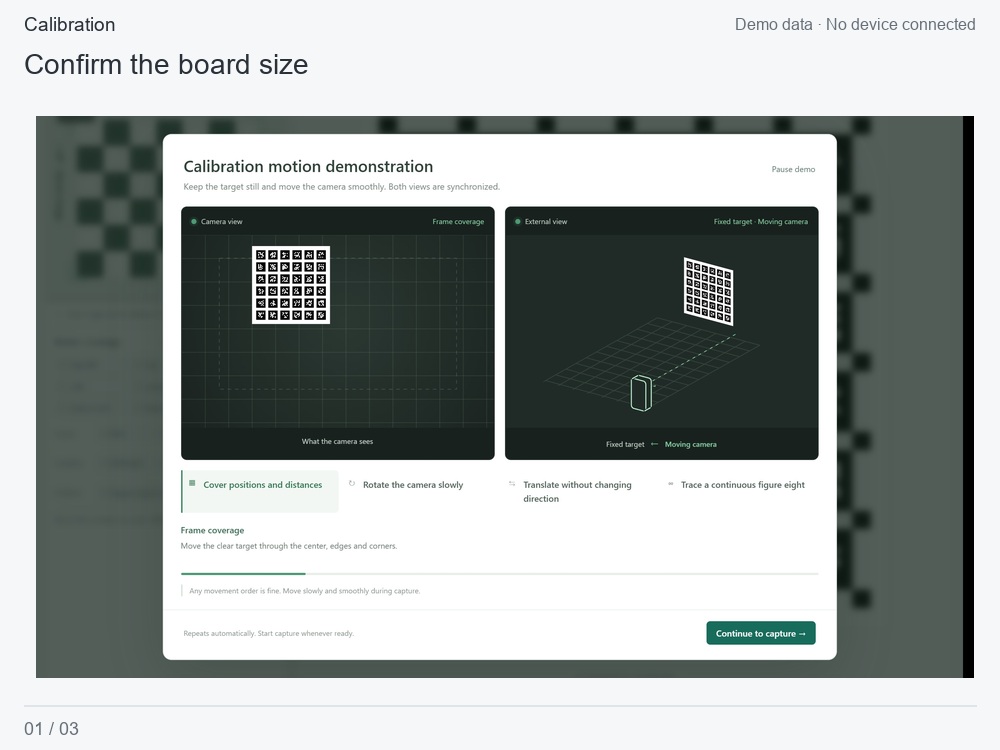 Calibration
Demo data · No device connected
Confirm the board size
Calibration motion demonstration
Pause demo
Keep the target still and move the camera smoothly. Both views are synchronized.
Camera view
Frame coverage
External view
Fixed target · Moving camera
What the camera sees
Fixed target ← Moving camera
Cover positions and distances
Rotate the camera slowly
Translate without changing
direction
Trace a continuous figure eight
Frame coverage
Move the clear target through the center, edges and corners.
Any movement order is fine. Move slowly and smoothly during capture.
Repeats automatically. Start capture whenever ready.
Continue to capture →
01 / 03